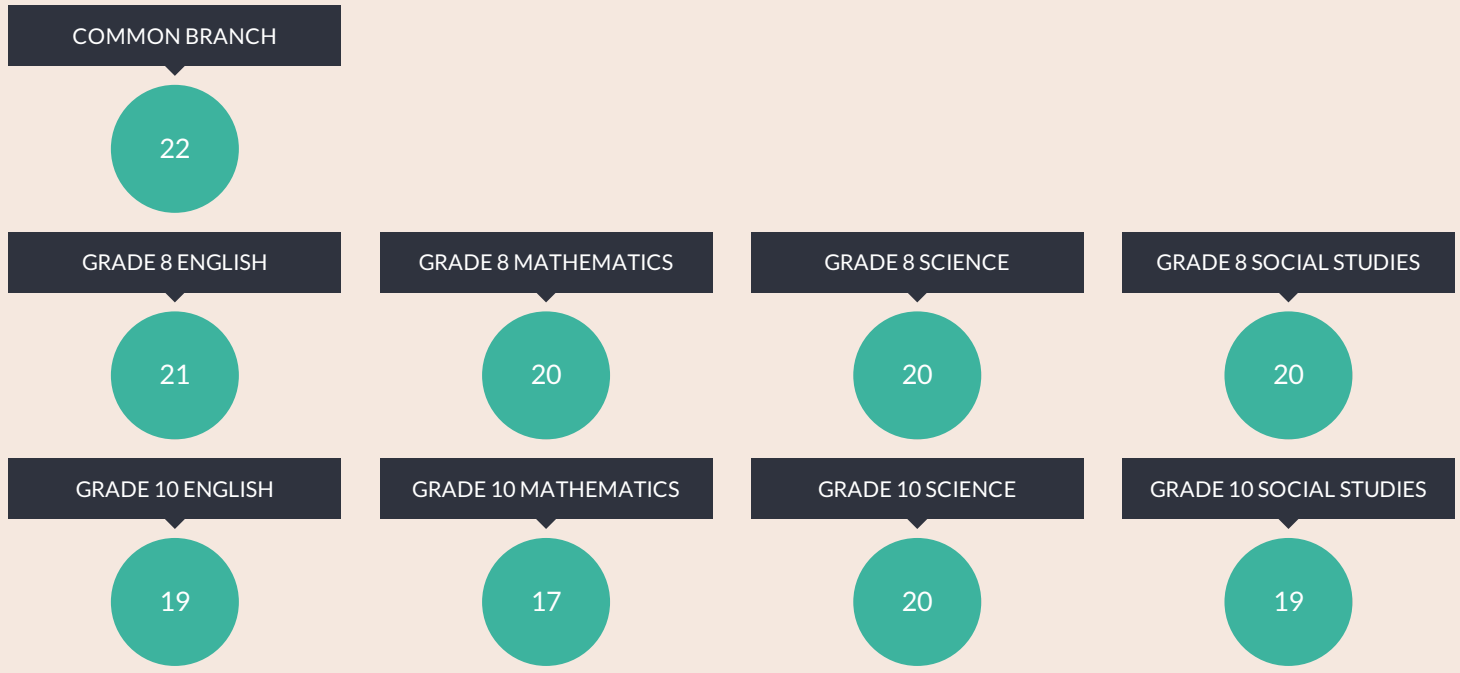 COMMON BRANCH
22
GRADE 8 ENGLISH
GRADE 8 MATHEMATICS
GRADE 8 SCIENCE
GRADE 8 SOCIAL STUDIES
21
20
20
20
GRADE 10 ENGLISH
GRADE 10 MATHEMATICS
GRADE 10 SCIENCE
GRADE 10 SOCIAL STUDIES
19
17
20
19